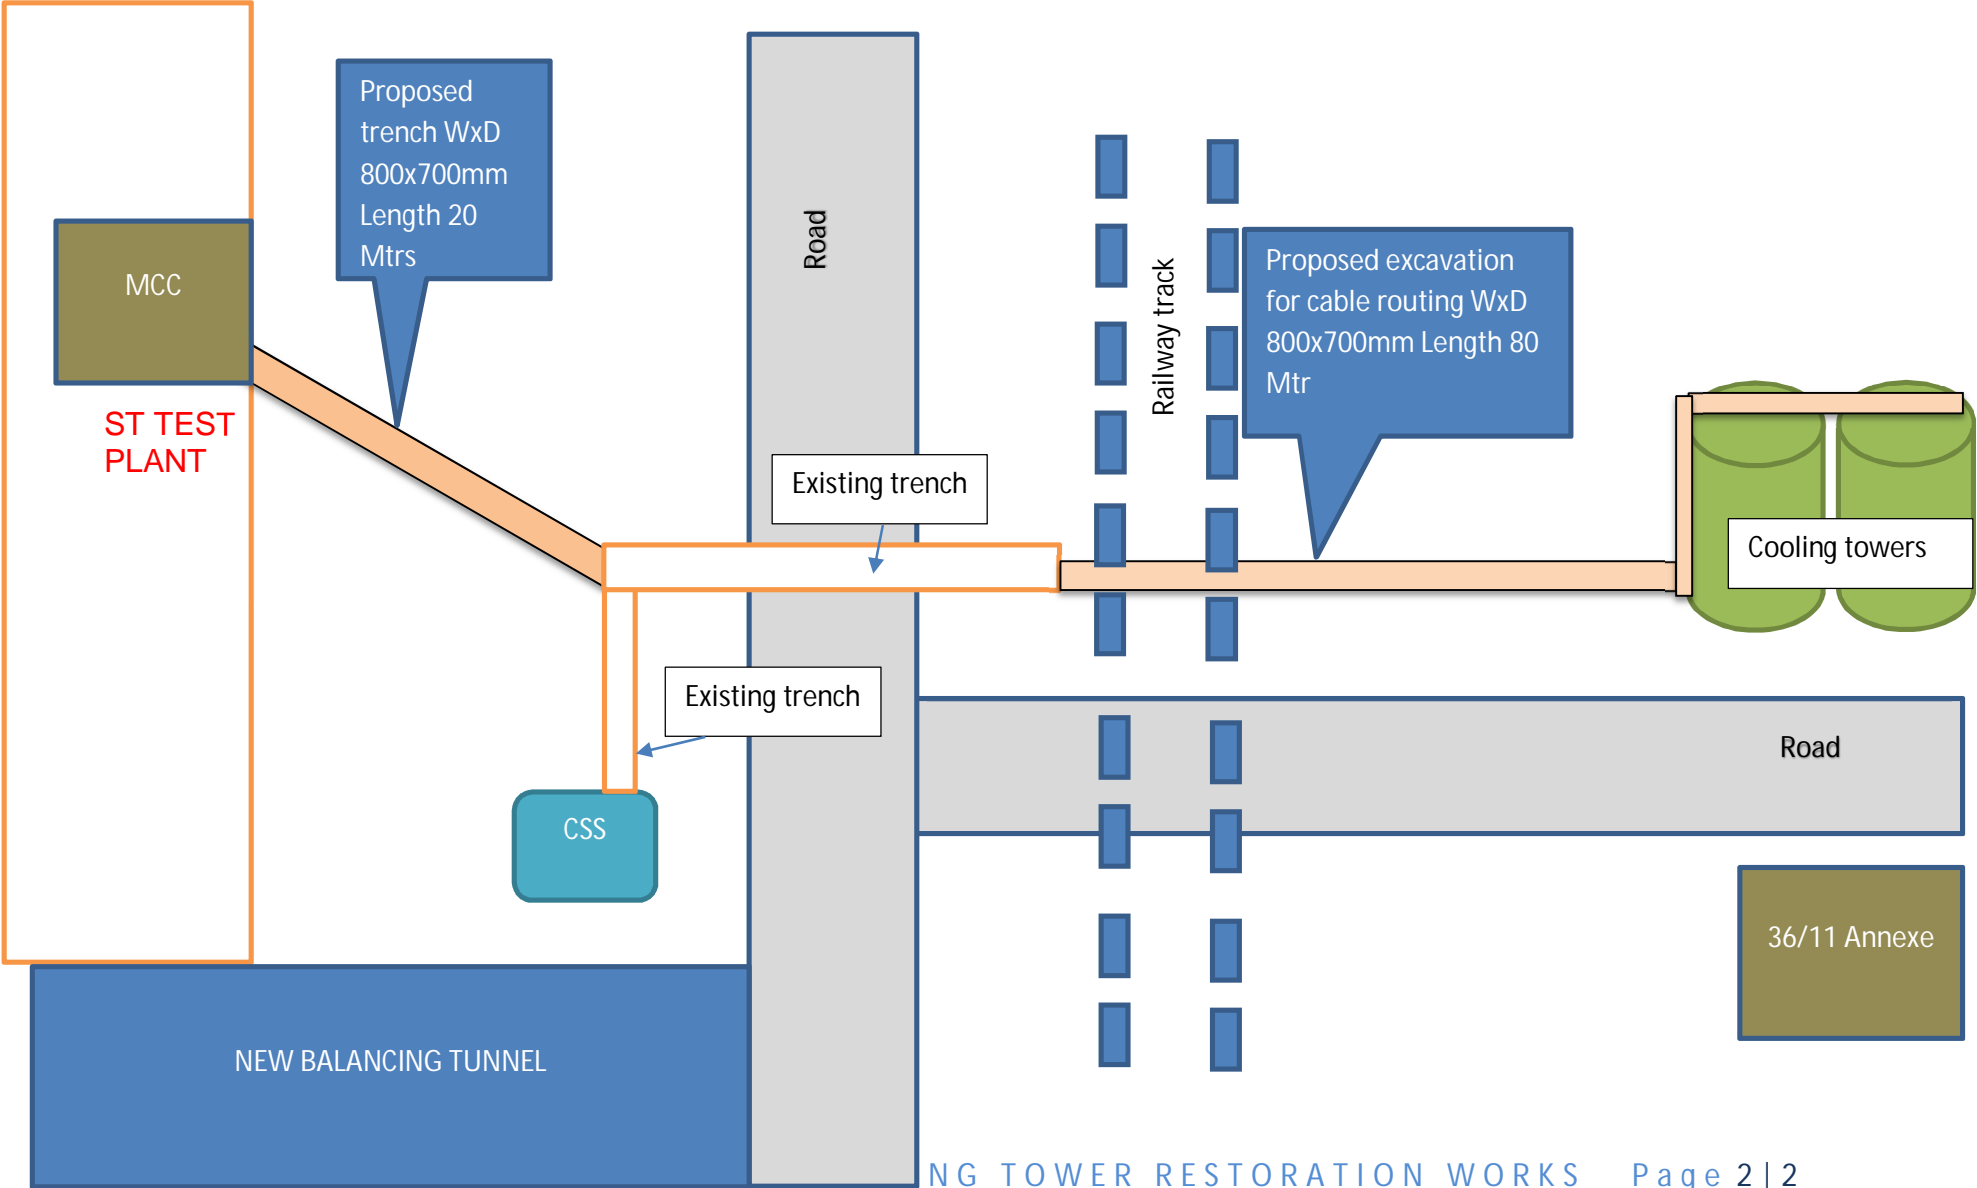 Proposed
trench WxD
800x700mm
Length 20
Mtrs
Road
Railway track
Proposed excavation
for cable routing WxD
800x700mm Length 80
Mtr
MCC
ST TEST
PLANT
Existing trench
Cooling towers
Existing trench
Road
CSS
36/11 Annexe
NEW BALANCING TUNNEL
NG TOWER RESTORATION WORKS Page 2|2